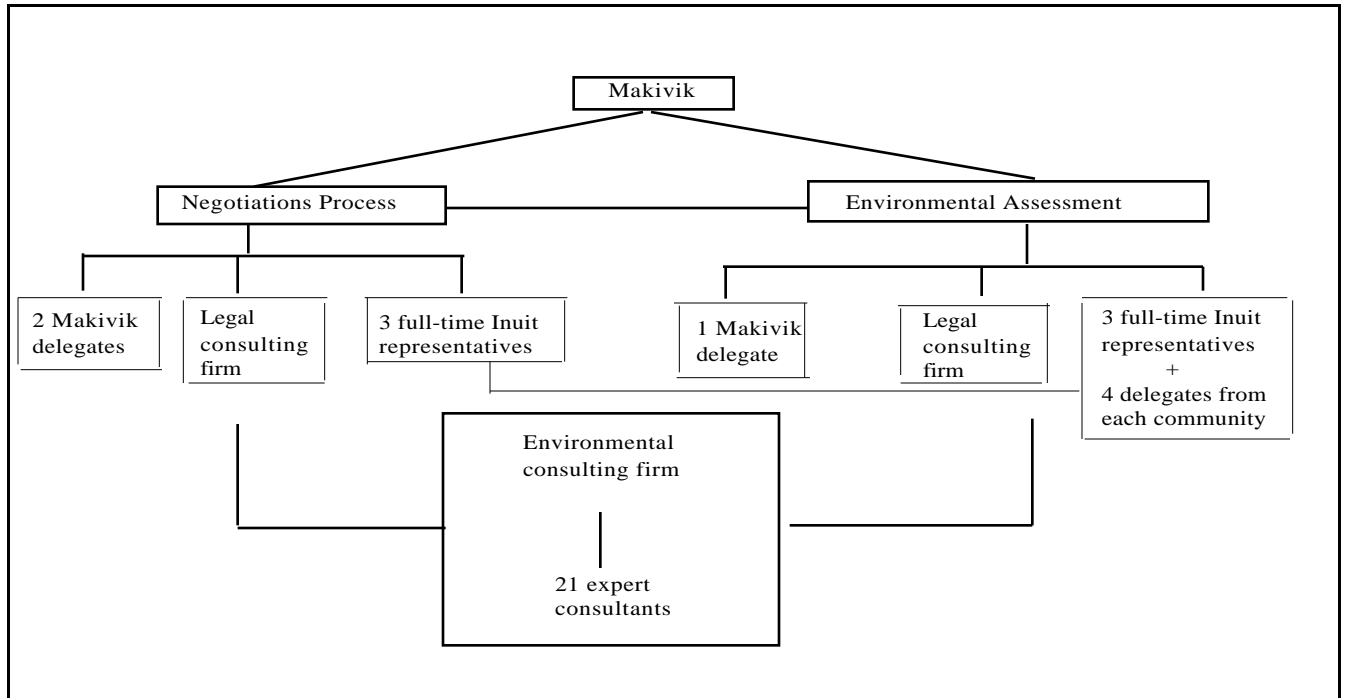 Makivik
Negotiations Process
Environmental Assessment
2 Makivik
delegates
Legal
consulting
firm
3 full-time Inuit
representatives
1 Makivik
delegate
Legal
consulting
firm
3 full-time Inuit
representatives
+
4 delegates from
each community
Environmental
consulting firm
21 expert
consultants